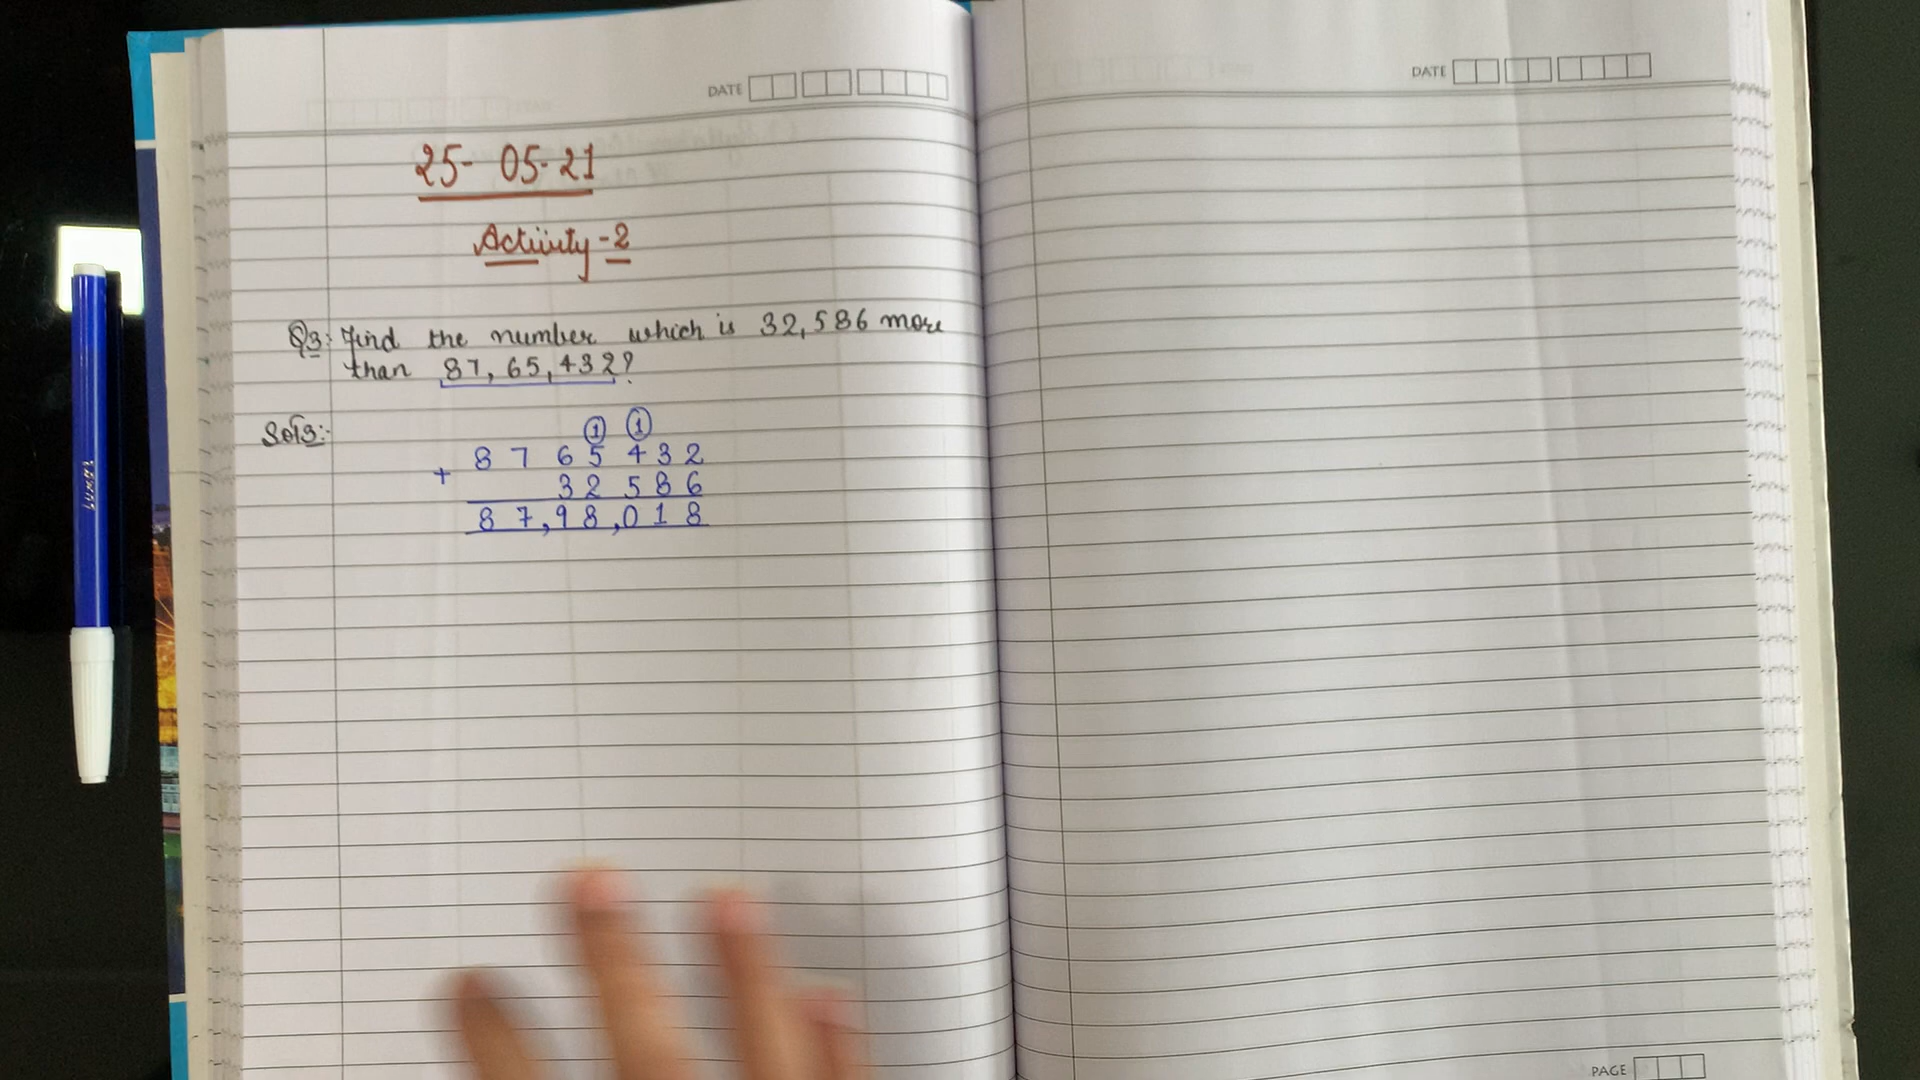 DATE
25- 05-21
Activity-2
Q3: Find the number which is 32,586 more
than 87,65,432?
Sol3:-
1 1
8 7 6 5 4 3 2
+ 3 2 5 8 6
8 7,9 8,0 1 8
DATE
PAGE